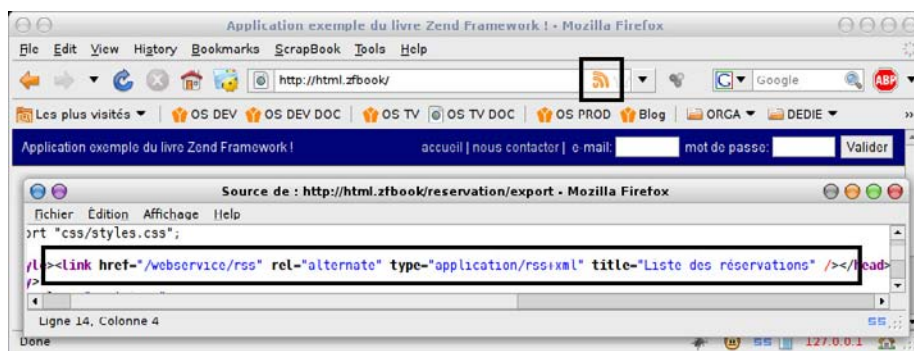 Application exemple du livre Zend Framework ! - Mozilla Firefox
File Edit View History Bookmarks ScrapBook Tools Help
http://html.zfbook/ G Google ABP
Les plus visités OS DEV OS DEV DOC OS TV OS TV DOC OS PROD Blog ORGA DEDIE »
Application exemple du livre Zend Framework ! accueil | nous contacter | e-mail: mot de passe: Valider
Source de : http://html.zfbook/reservation/export - Mozilla Firefox
Fichier Édition Affichage Help
ort "css/styles.css";
yle><link href="/webservice/rss" rel="alternate" type="application/rss+xml" title="Liste des réservations" /></head>
Ligne 14, Colonne 4
Done 127.0.0.1